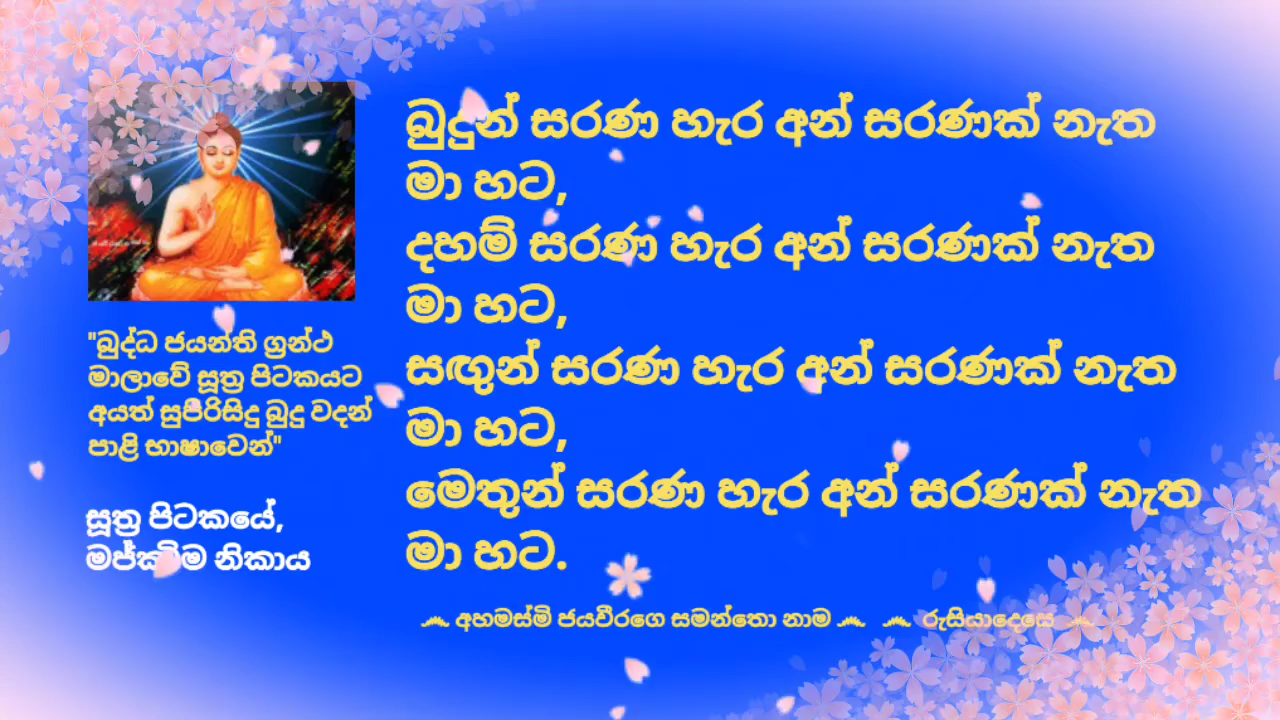 බුදුන් සරණ හැර අන් සරණක් නැත
මා හට,
දහම් සරණ හැර අන් සරණක් නැත
මා හට,
සඟුන් සරණ හැර අන් සරණක් නැත
මා හට,
මෙතුන් සරණ හැර අන් සරණක් නැත
මා හට.
"බුද්ධ ජයන්ති ග්‍රන්ථ
මාලාවේ සූත්‍ර පිටකයට
අයත් සුපිරිසිදු බුදු වදන්
පාළි භාෂාවෙන්"
සූත්‍ර පිටකයේ,
මජ්ඣිම නිකාය
෴ අහමස්මි ජයවීරගෙ සමන්තො නාම ෴ ෴ රුසියාදෙසෙ ෴